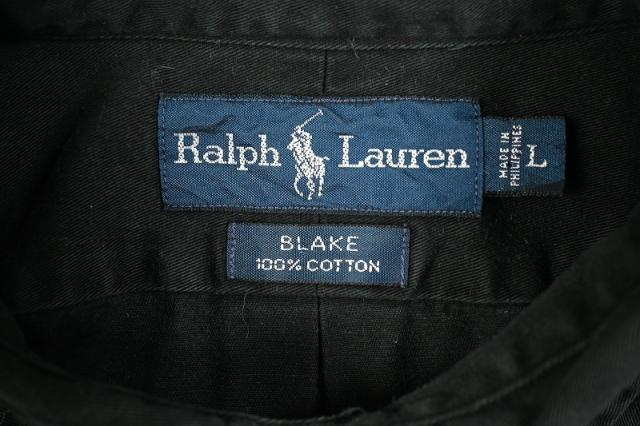 Ralph Lauren
MADE IN
PHILIPPINES
L
BLAKE
100% COTTON